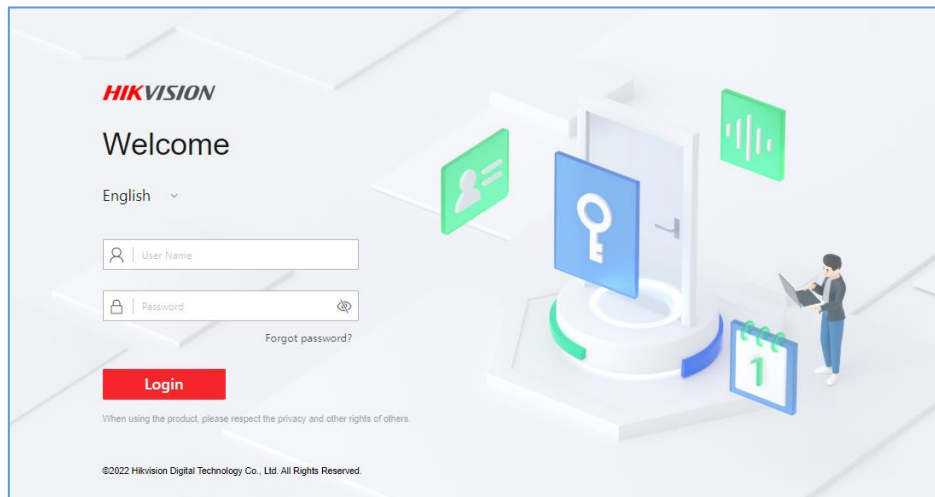 HIKVISION
Welcome
English
User Name
Password
Forgot password?
Login
When using the product, please respect the privacy and other rights of others.
©2022 Hikvision Digital Technology Co., Ltd. All Rights Reserved.
1